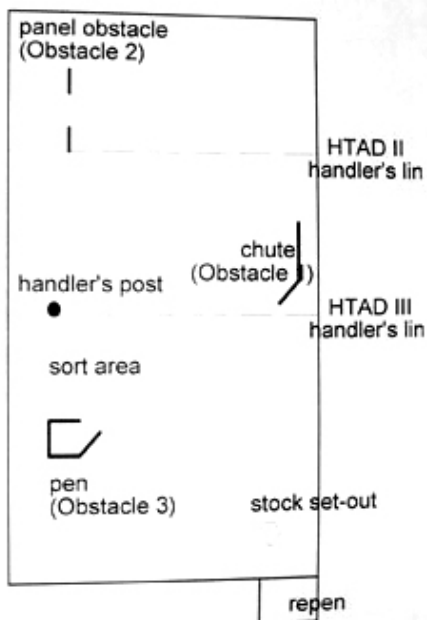 panel obstacle
(Obstacle 2)
HTAD II
handler's lin
chute
(Obstacle 1)
handler's post
HTAD III
handler's lin
sort area
pen
(Obstacle 3)
stock set-out
repen